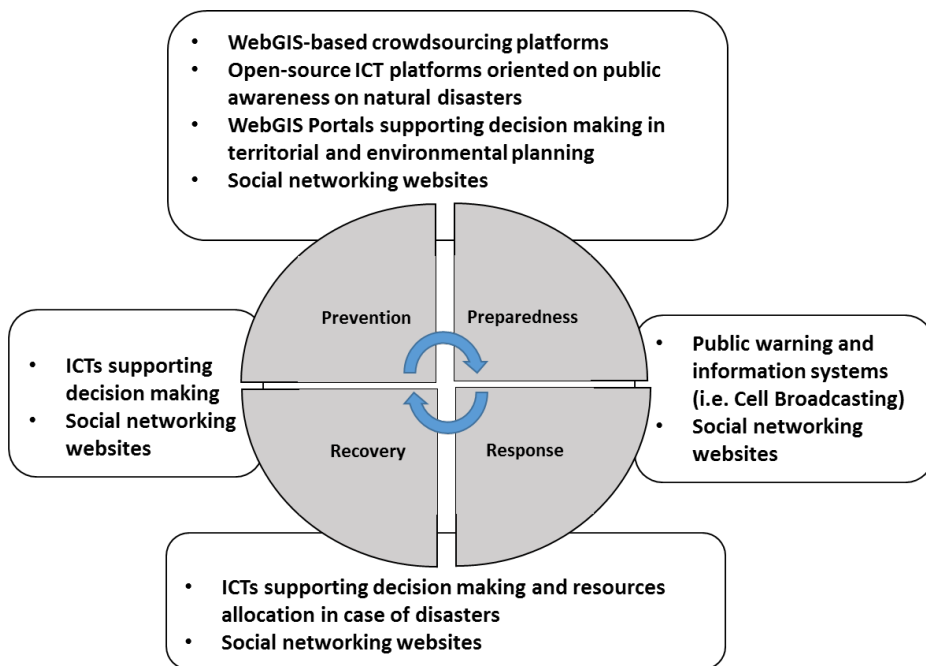 • WebGIS-based crowdsourcing platforms
• Open-source ICT platforms oriented on public
awareness on natural disasters
• WebGIS Portals supporting decision making in
territorial and environmental planning
• Social networking websites
Prevention
Preparedness
• ICTs supporting
decision making
• Social networking
websites
• Public warning and
information systems
(i.e. Cell Broadcasting)
• Social networking
websites
Recovery
Response
• ICTs supporting decision making and resources
allocation in case of disasters
• Social networking websites